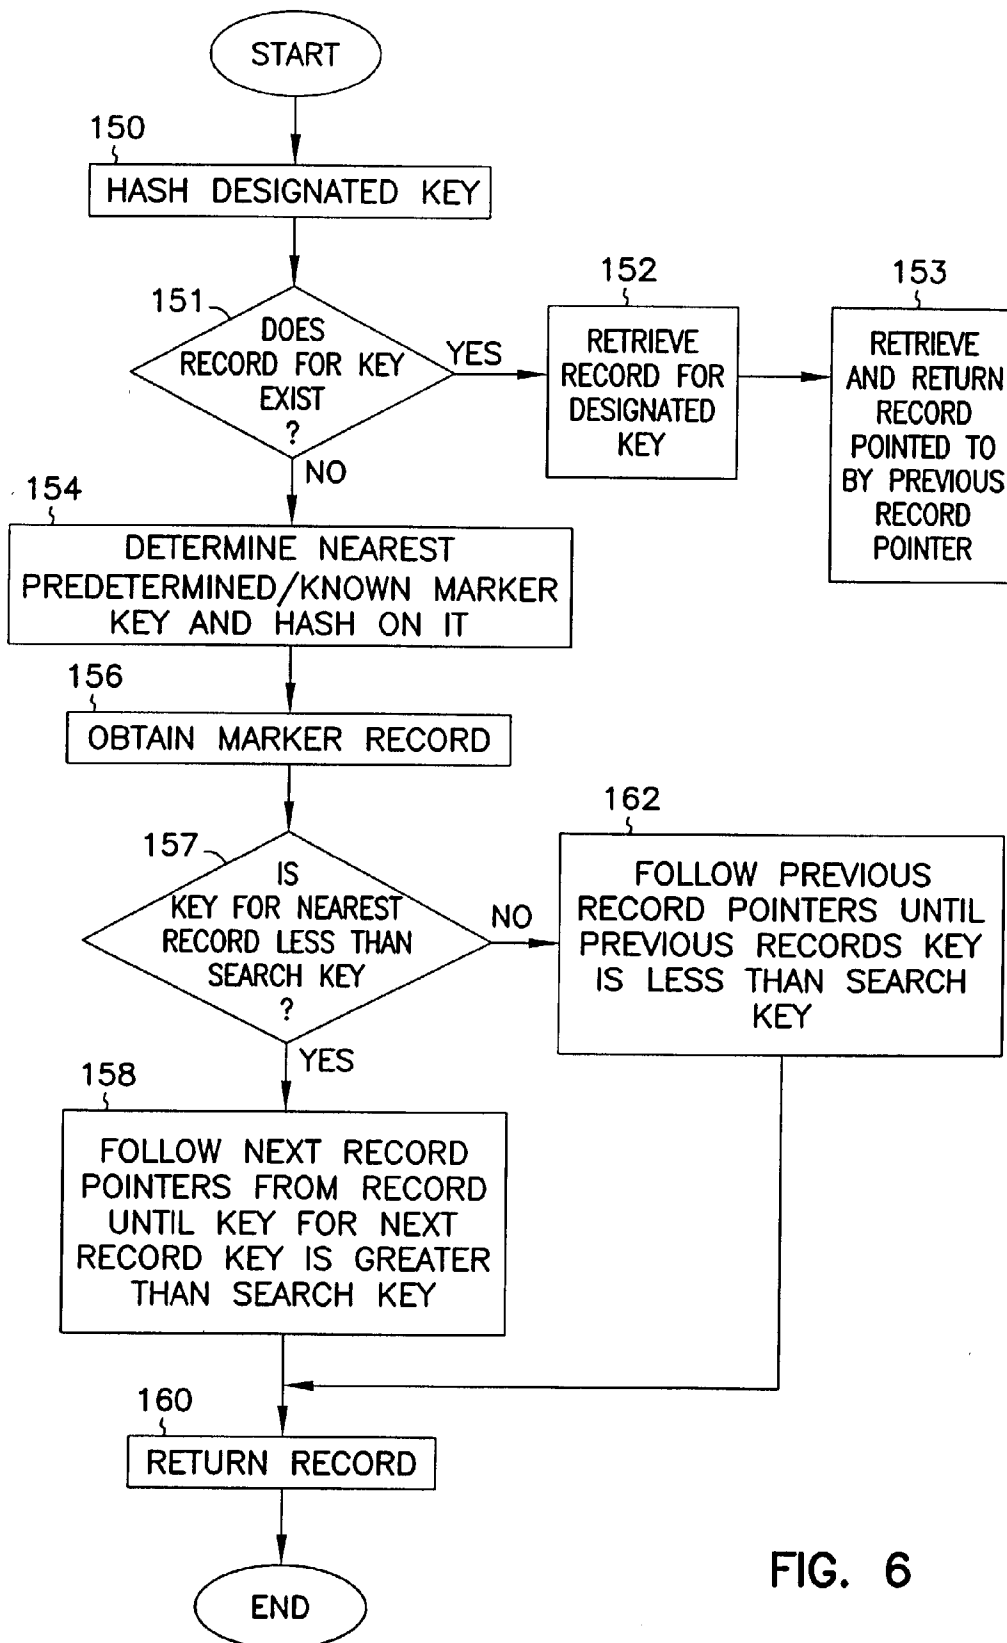 START
150
HASH DESIGNATED KEY
151
DOES
RECORD FOR KEY
EXIST
?
YES
NO
152
RETRIEVE
RECORD FOR
DESIGNATED
KEY
153
RETRIEVE
AND RETURN
RECORD
POINTED TO
BY PREVIOUS
RECORD
POINTER
154
DETERMINE NEAREST
PREDETERMINED/KNOWN MARKER
KEY AND HASH ON IT
156
OBTAIN MARKER RECORD
157
IS
KEY FOR NEAREST
RECORD LESS THAN
SEARCH KEY
?
NO
YES
162
FOLLOW PREVIOUS
RECORD POINTERS UNTIL
PREVIOUS RECORDS KEY
IS LESS THAN SEARCH
KEY
158
FOLLOW NEXT RECORD
POINTERS FROM RECORD
UNTIL KEY FOR NEXT
RECORD KEY IS GREATER
THAN SEARCH KEY
160
RETURN RECORD
END
FIG. 6